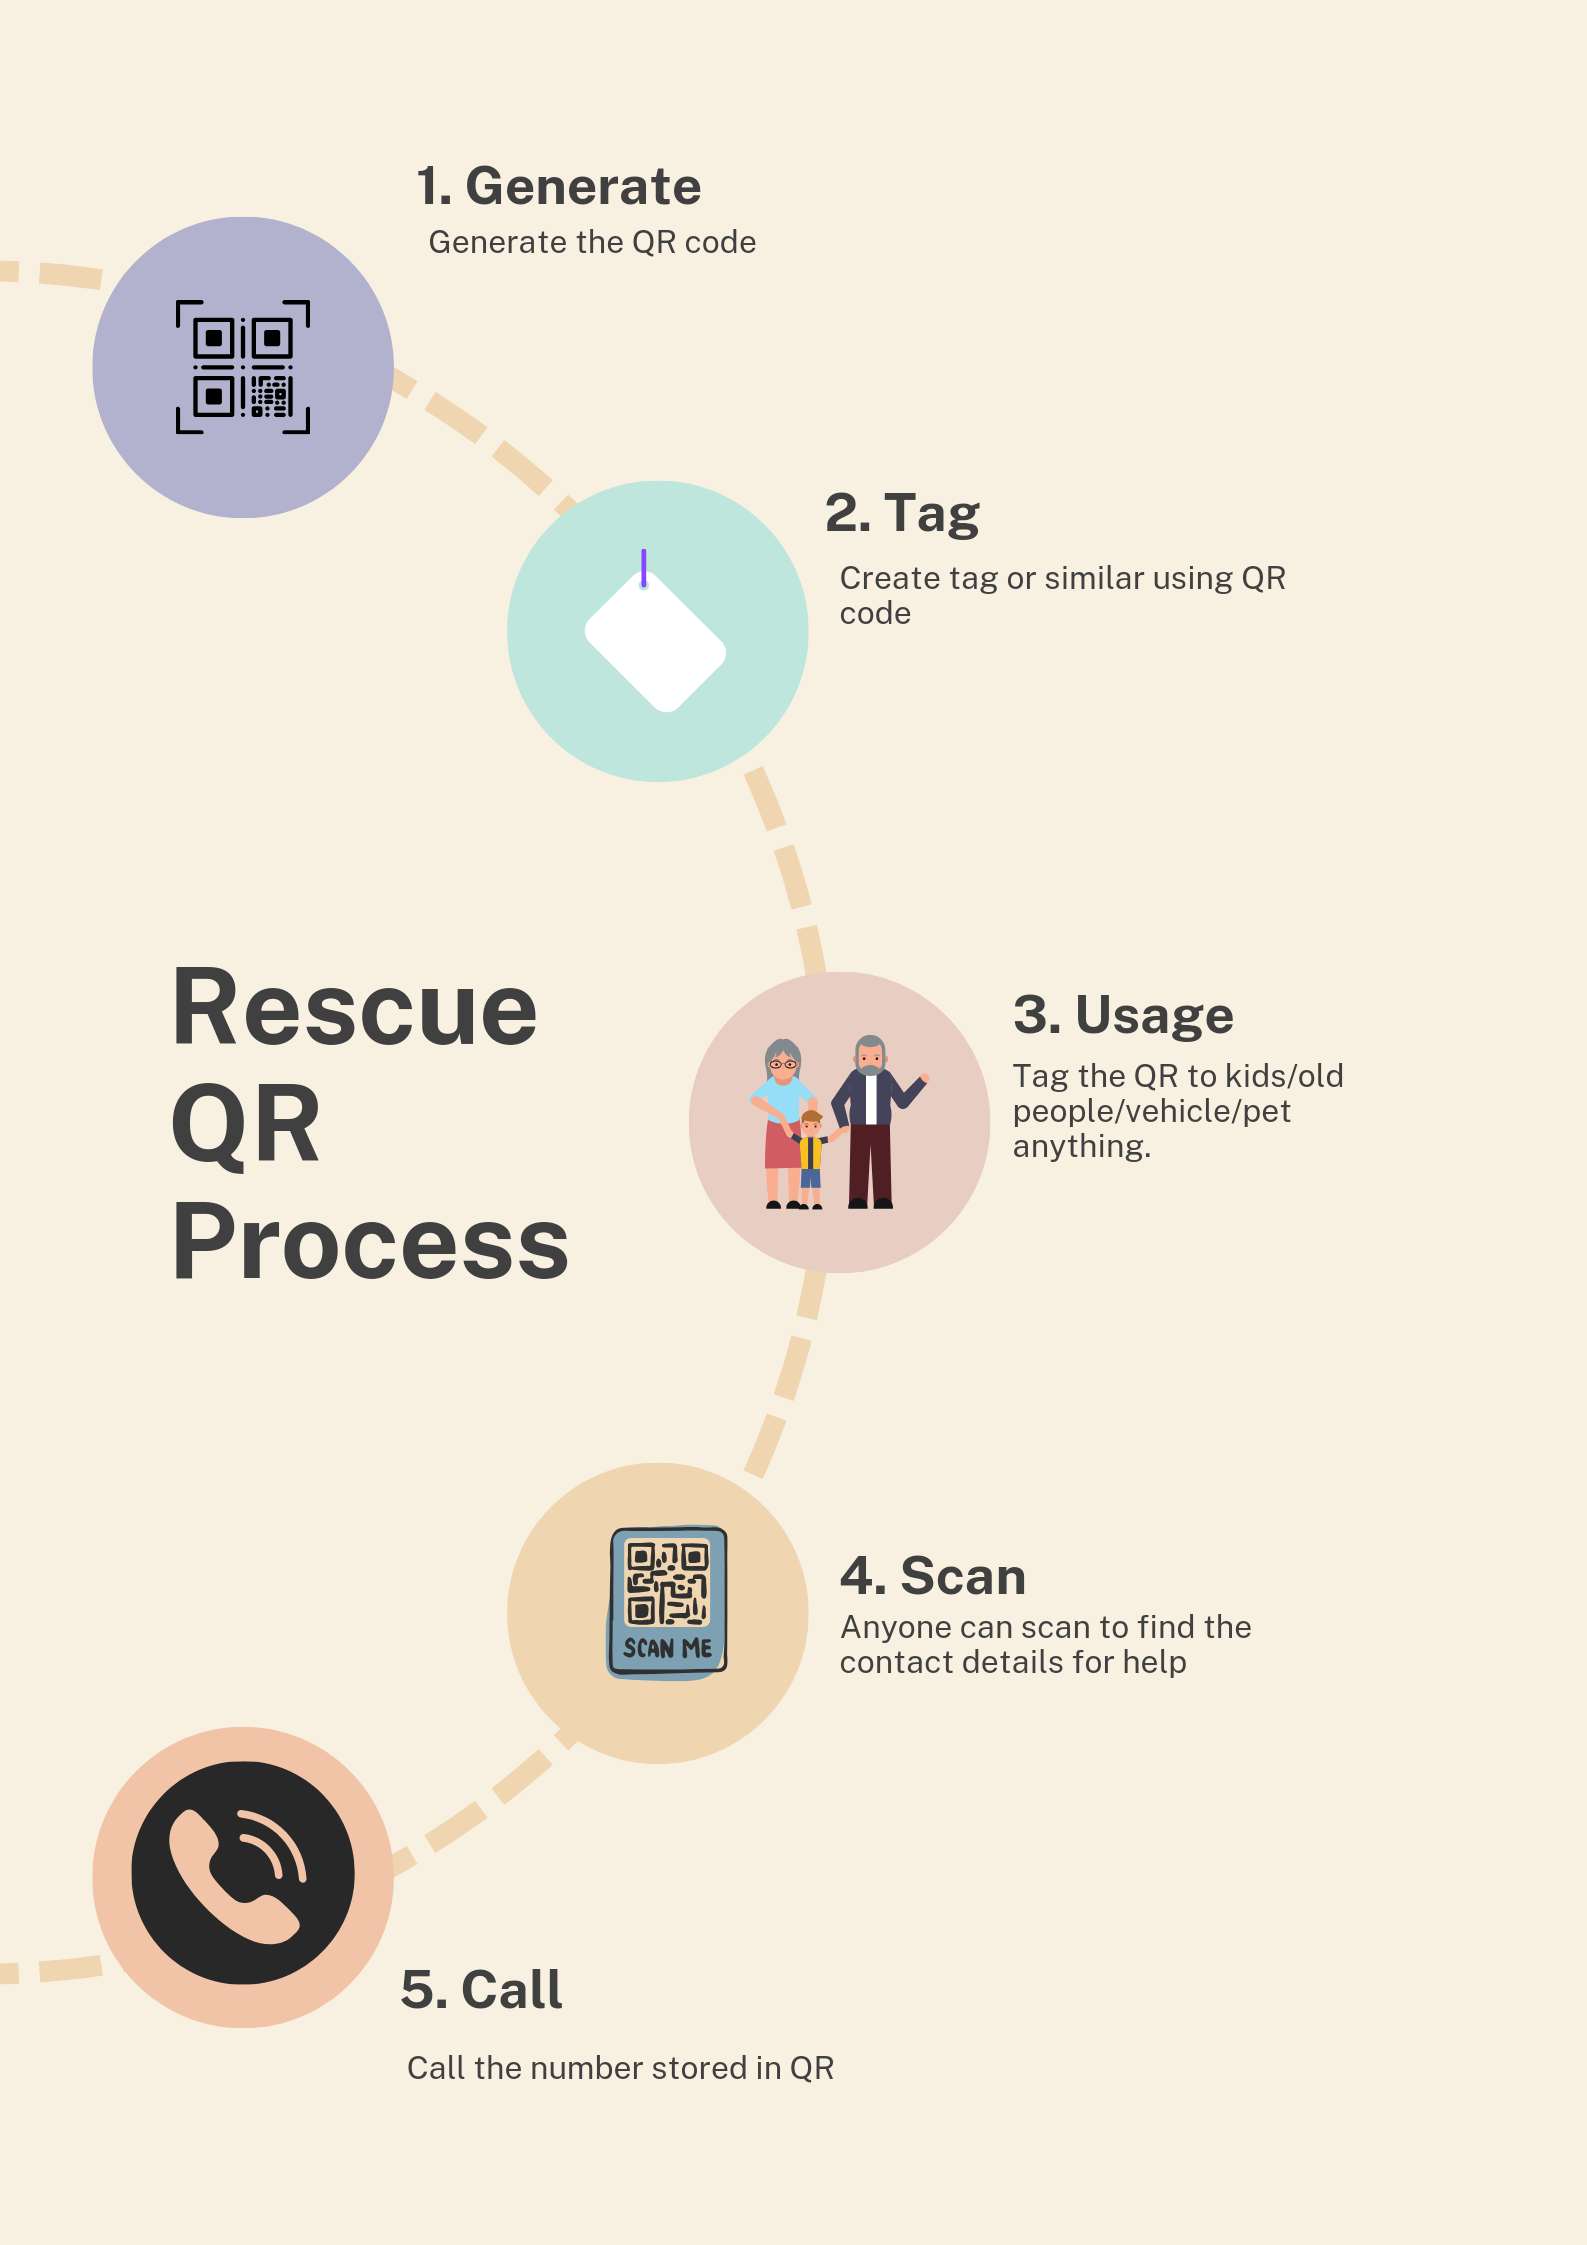 1. Generate
Generate the QR code
2. Tag
Create tag or similar using QR
code
Rescue
QR
Process
3. Usage
Tag the QR to kids/old
people/vehicle/pet
anything.
SCAN ME
4. Scan
Anyone can scan to find the
contact details for help
5. Call
Call the number stored in QR